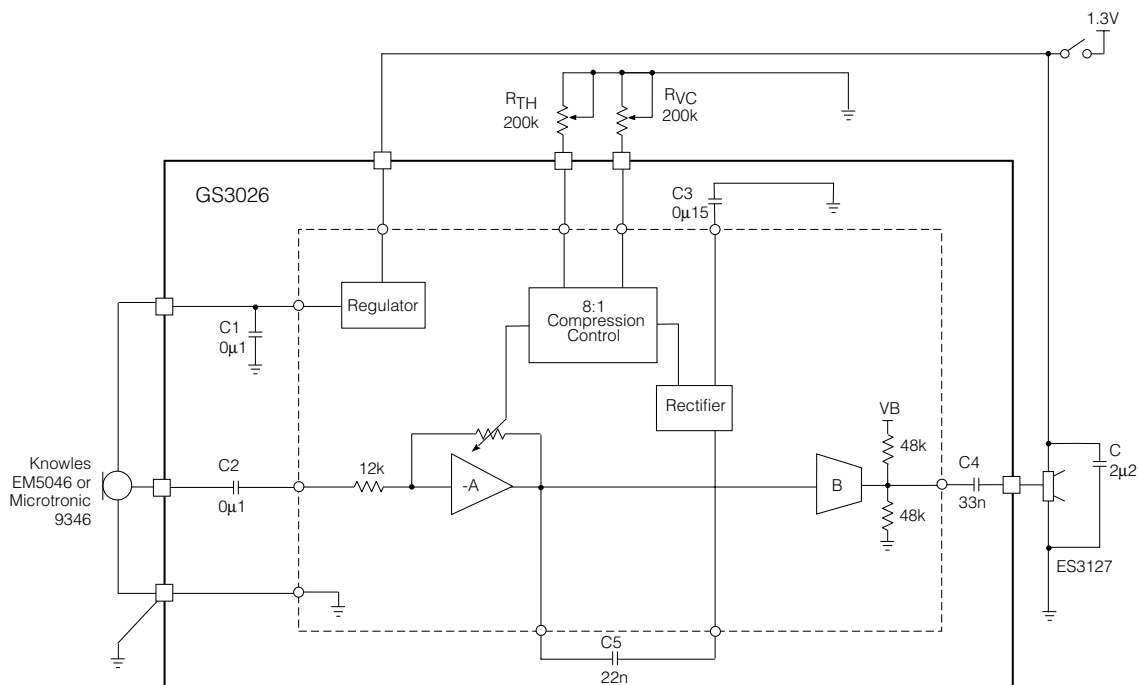 1.3V
RTH
200k
RVC
200k
GS3026
C3
0µ15
Regulator
8:1
Compression
Control
C1
0µ1
Rectifier
VB
48k
Knowles
EM5046 or
Microtronic
9346
C2
0µ1
12k
-A
B
48k
C4
33n
C
2µ2
ES3127
C5
22n